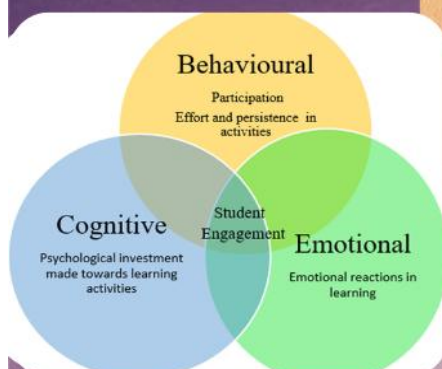 Behavioural
Participation
Effort and persistence in
activities
Cognitive
Psychological investment
made towards learning
activities
Student
Engagement
Emotional
Emotional reactions in
learning